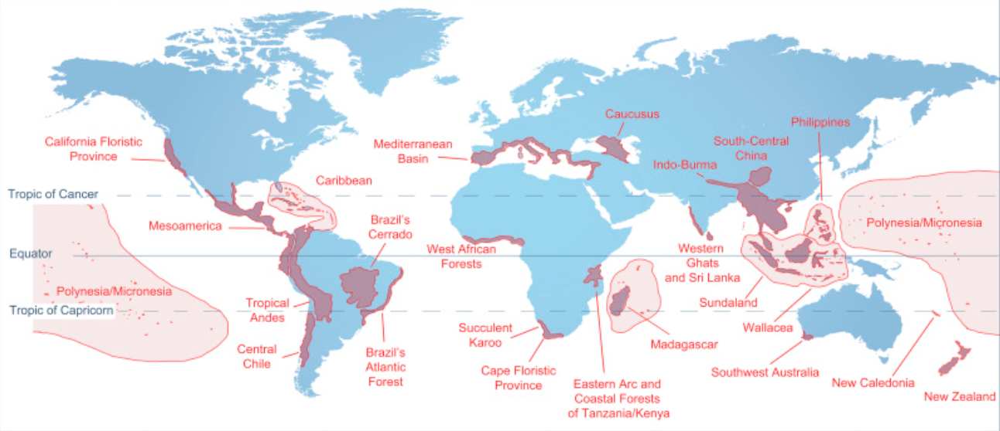 Caucusus
Philippines
California Floristic
Province
Mediterranean
Basin
South-Central
China
Indo-Burma
Caribbean
Tropic of Cancer
Mesoamerica
Brazil's
Cerrado
Polynesia/Micronesia
West African
Forests
Western
Ghats
and Sri Lanka
Equator
Polynesia/Micronesia
Tropical
Andes
Sundaland
Tropic of Capricorn
Succulent
Karoo
Wallacea
Madagascar
Central
Chile
Brazil's
Atlantic
Forest
Cape Floristic
Province
Southwest Australia
New Caledonia
Eastern Arc and
Coastal Forests
of Tanzania/Kenya
New Zealand